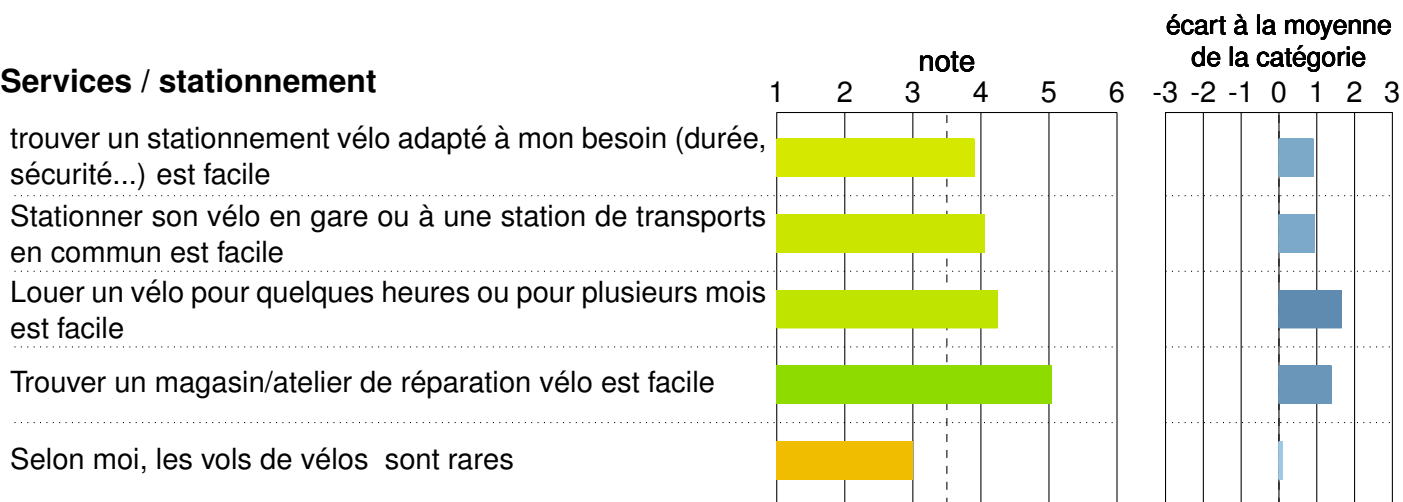 écart à la moyenne
note de la catégorie
Services / stationnement
1 2 3 4 5 6 -3 -2 -1 0 1 2 3
trouver un stationnement vélo adapté à mon besoin (durée,
sécurité...) est facile
Stationner son vélo en gare ou à une station de transports
en commun est facile
Louer un vélo pour quelques heures ou pour plusieurs mois
est facile
Trouver un magasin/atelier de réparation vélo est facile
Selon moi, les vols de vélos sont rares